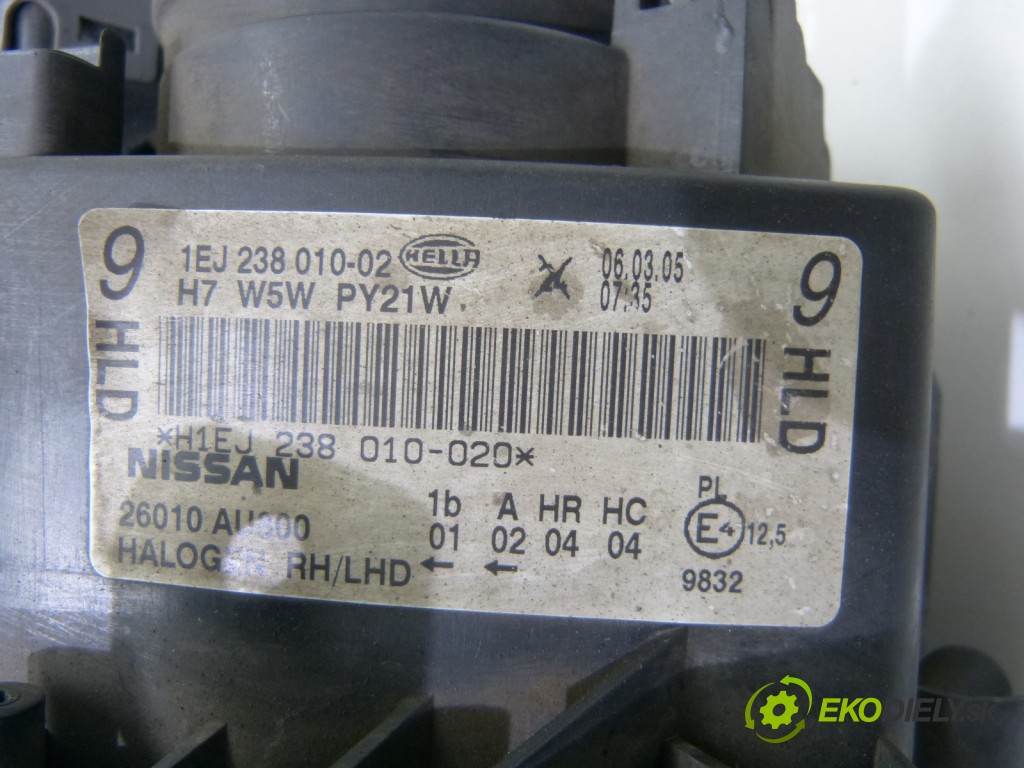 9 HLD
1EJ 238 010-02 HELLA 06.03.05
H7 W5W PY21W 07:35
9 HLD
*H1EJ 238 010-020*
NISSAN
26010
1b A HR HC PL
01 02 04 04 E4 12,5
RH/LHD ← ←
9832
EKODIELY.SK